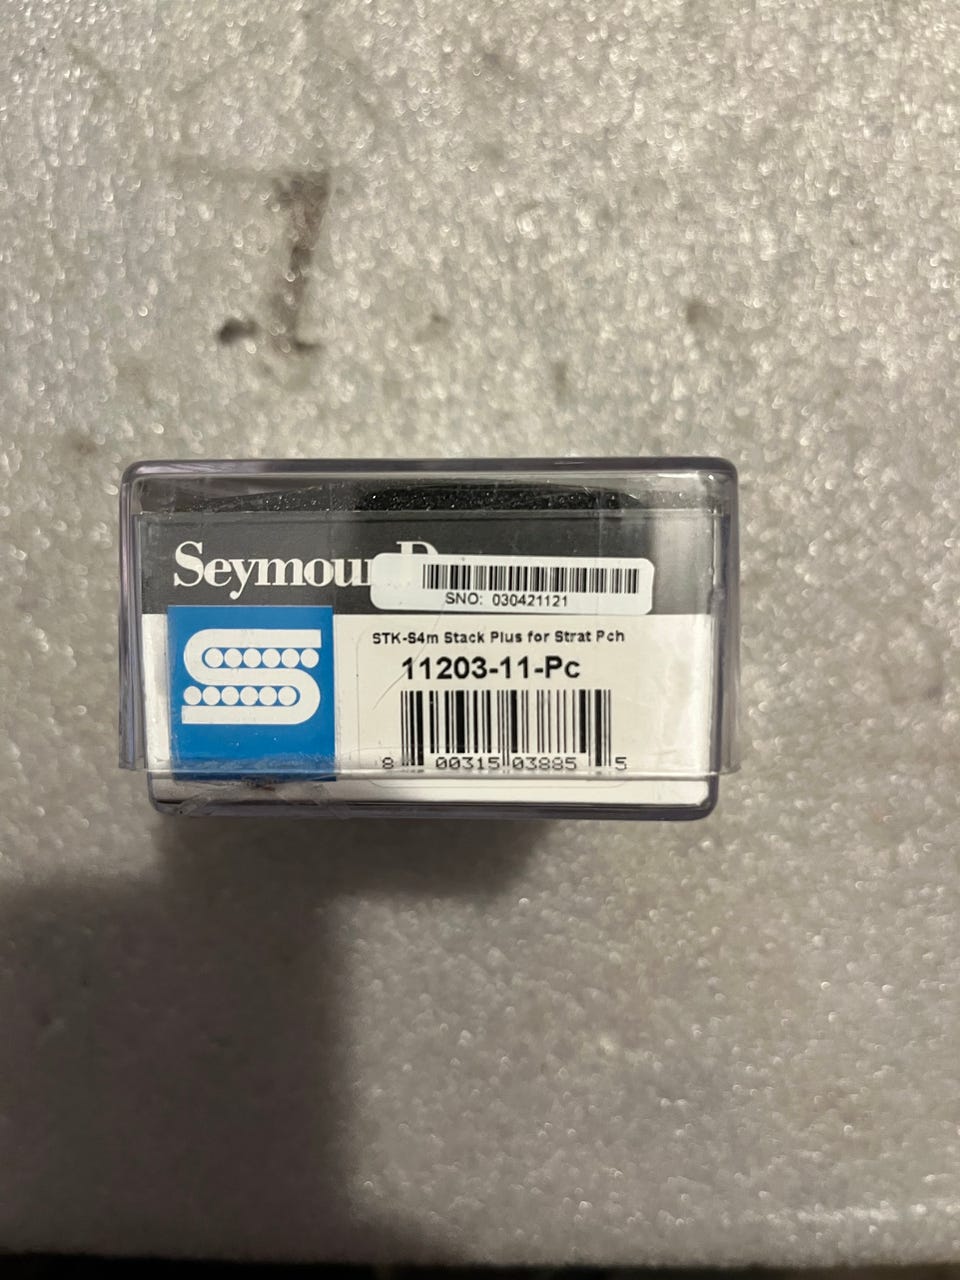 Seymour D
SNO: 030421121
STK-S4m Stack Plus for Strat Pch
11203-11-Pc
8 00315 03885 5